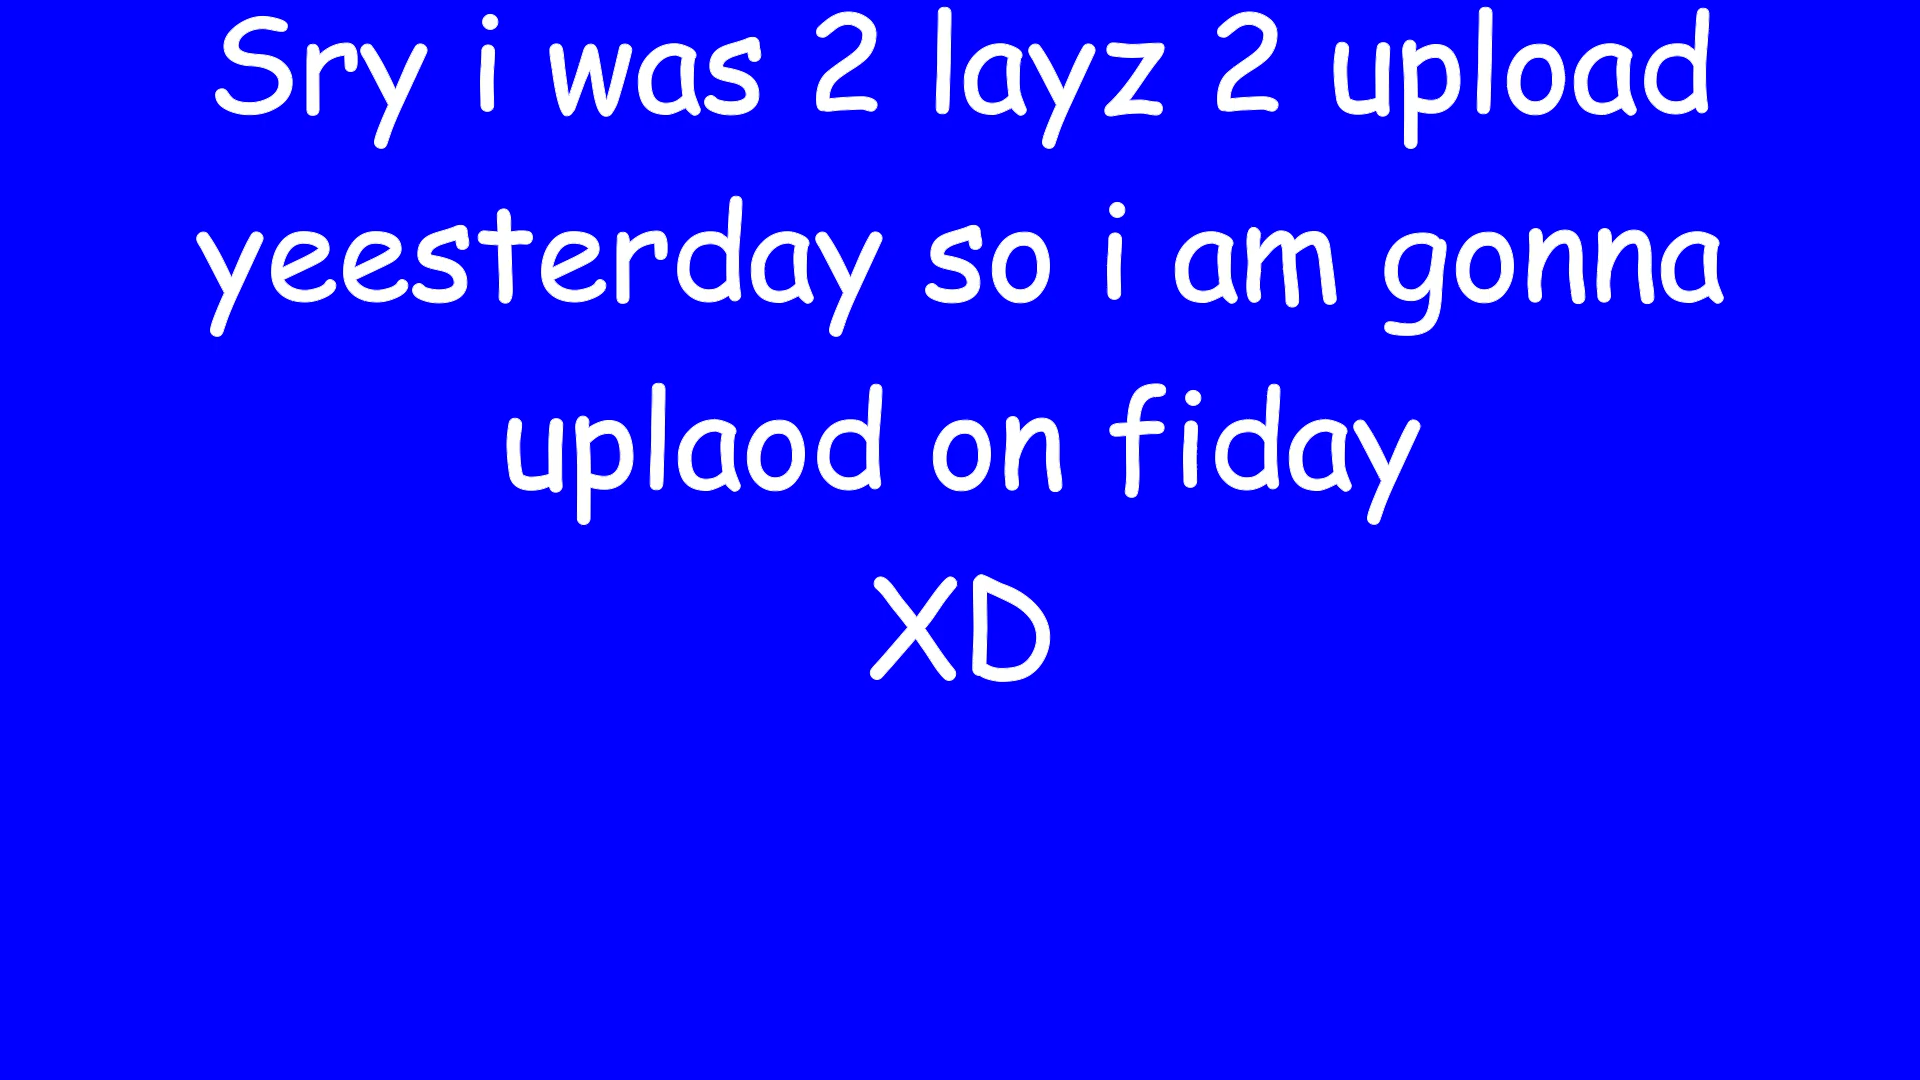 Sry i was 2 layz 2 upload
yeesterday so i am gonna
uplaod on fiday
XD